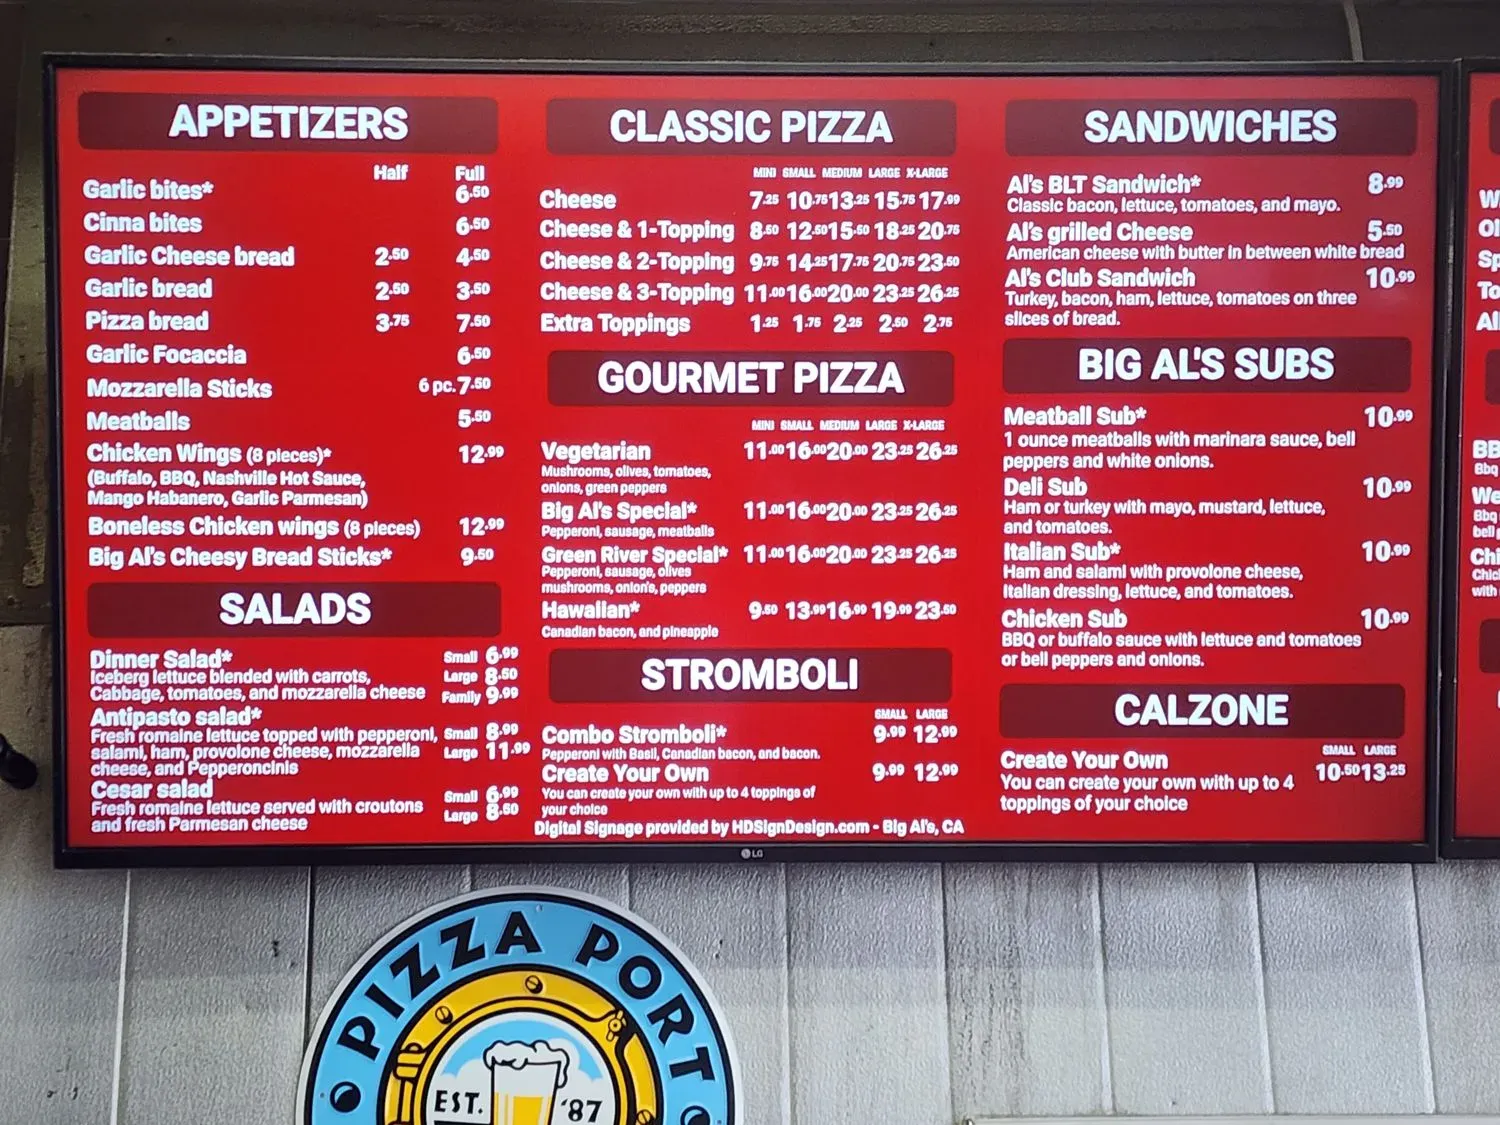 APPETIZERS
Half Full
Garlic bites* 6.50
Cinna bites 6.50
Garlic Cheese bread 2.50 4.50
Garlic bread 2.50 3.50
Pizza bread 3.75 7.50
Garlic Focaccia 6.50
Mozzarella Sticks 6 pc. 7.50
Meatballs 5.50
Chicken Wings (8 pieces)* 12.99
(Buffalo, BBQ, Nashville Hot Sauce,
Mango Habanero, Garlic Parmesan)
Boneless Chicken wings (8 pieces) 12.99
Big Al's Cheesy Bread Sticks* 9.50
SALADS
Dinner Salad* Small 6.99
Iceberg lettuce blended with carrots, Large 8.50
Cabbage, tomatoes, and mozzarella cheese Family 9.99
Antipasto salad*
Fresh romaine lettuce topped with pepperoni, Small 8.99
salami, ham, provolone cheese, mozzarella Large 11.99
cheese, and Pepperoncinis
Cesar salad Small 6.99
Fresh romaine lettuce served with croutons Large 8.50
and fresh Parmesan cheese
CLASSIC PIZZA
MINI SMALL MEDIUM LARGE X-LARGE
Cheese 7.25 10.75 13.25 15.75 17.99
Cheese & 1-Topping 8.50 12.50 15.50 18.25 20.75
Cheese & 2-Topping 9.75 14.25 17.75 20.75 23.50
Cheese & 3-Topping 11.00 16.00 20.00 23.25 26.25
Extra Toppings 1.25 1.75 2.25 2.50 2.75
GOURMET PIZZA
MINI SMALL MEDIUM LARGE X-LARGE
Vegetarian 11.00 16.00 20.00 23.25 26.25
Mushrooms, olives, tomatoes,
onions, green peppers
Big Al's Special* 11.00 16.00 20.00 23.25 26.25
Pepperoni, sausage, meatballs
Green River Special* 11.00 16.00 20.00 23.25 26.25
Pepperoni, sausage, olives
mushrooms, onion's, peppers
Hawaiian* 9.50 13.99 16.99 19.99 23.50
Canadian bacon, and pineapple
STROMBOLI
SMALL LARGE
Combo Stromboli* 9.99 12.99
Pepperoni with Basil, Canadian bacon, and bacon.
Create Your Own 9.99 12.99
You can create your own with up to 4 toppings of
your choice
Digital Signage provided by HDSignDesign.com - Big Al's, CA
SANDWICHES
Al's BLT Sandwich* 8.99
Classic bacon, lettuce, tomatoes, and mayo.
Al's grilled Cheese 5.50
American cheese with butter in between white bread
Al's Club Sandwich 10.99
Turkey, bacon, ham, lettuce, tomatoes on three
slices of bread.
BIG AL'S SUBS
Meatball Sub* 10.99
1 ounce meatballs with marinara sauce, bell
peppers and white onions.
Deli Sub 10.99
Ham or turkey with mayo, mustard, lettuce,
and tomatoes.
Italian Sub* 10.99
Ham and salami with provolone cheese,
Italian dressing, lettuce, and tomatoes.
Chicken Sub 10.99
BBQ or buffalo sauce with lettuce and tomatoes
or bell peppers and onions.
CALZONE
SMALL LARGE
Create Your Own 10.50 13.25
You can create your own with up to 4
toppings of your choice
LG
PIZZA PORT
EST. '87